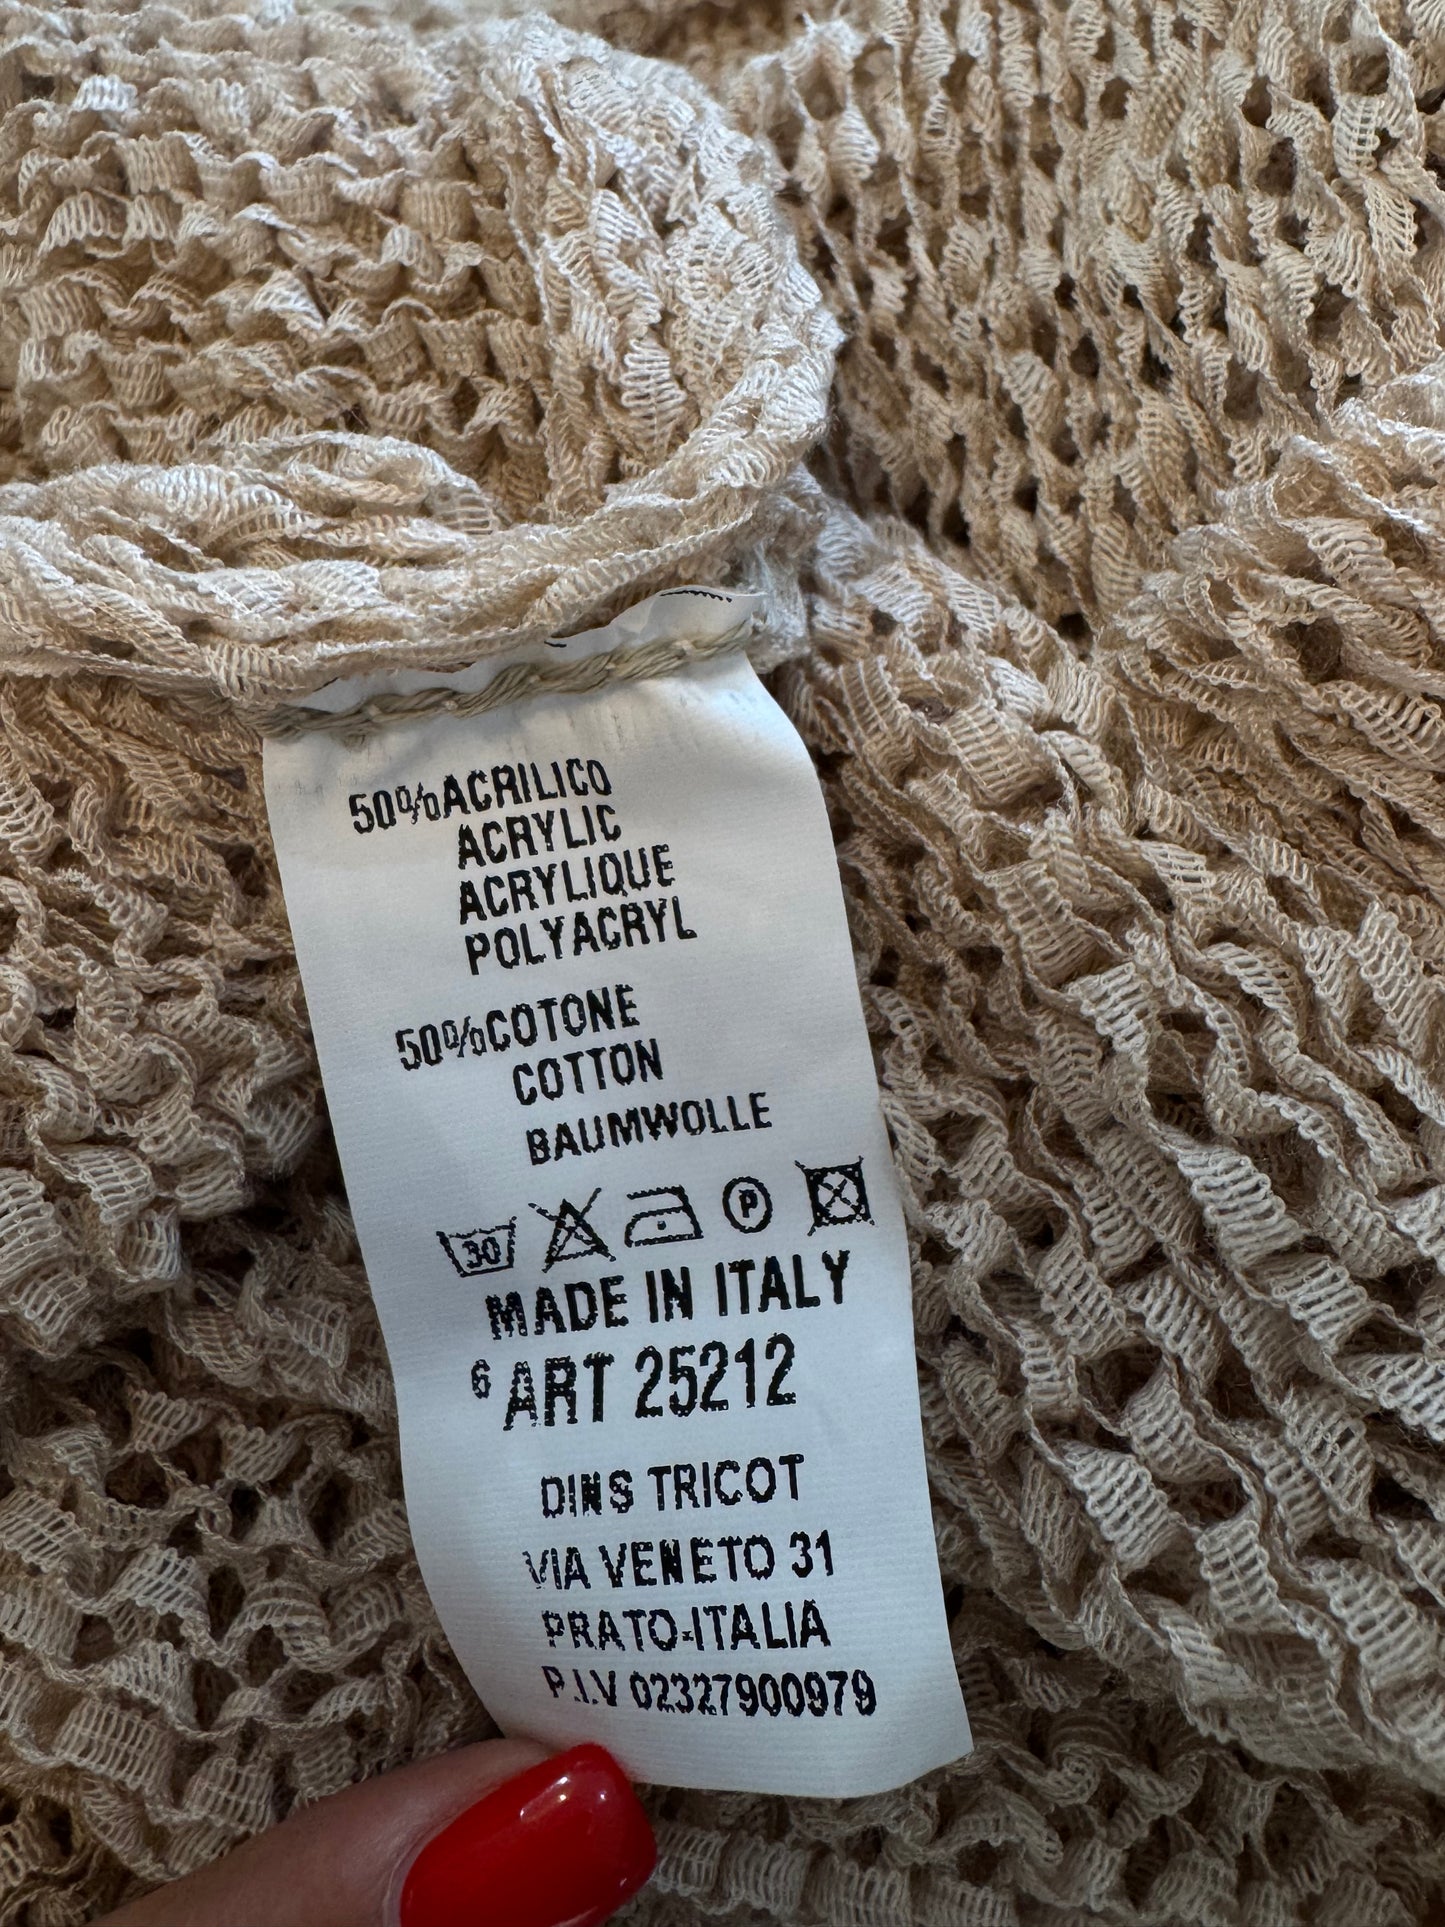 50%ACRILICO
ACRYLIC
ACRYLIQUE
POLYACRYL
50%COTONE
COTTON
BAUMWOLLE
30 P
MADE IN ITALY
6 ART 25212
DINS TRICOT
VIA VENETO 31
PRATO-ITALIA
P.I.V 02327900979